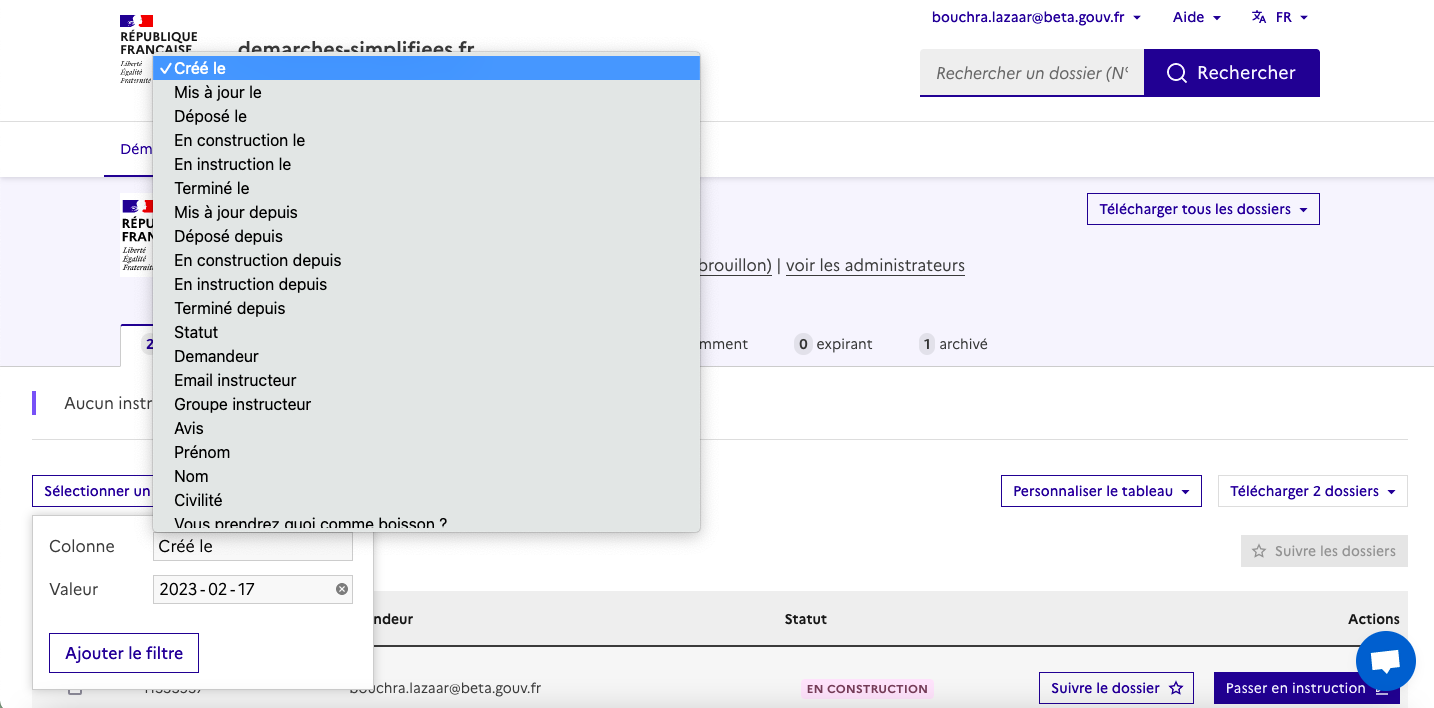 bouchra.lazaar@beta.gouv.fr
Aide
FR
RÉPUBLIQUE
FRANÇAISE
Liberté
Égalité
Fraternité
demarches-simplifiees.fr
Rechercher un dossier (N°
Rechercher
Créé le
Mis à jour le
Déposé le
En construction le
En instruction le
Terminé le
Mis à jour depuis
Déposé depuis
En construction depuis
En instruction depuis
Terminé depuis
Statut
Demandeur
Email instructeur
Groupe instructeur
Avis
Prénom
Nom
Civilité
Vous prendrez quoi comme boisson ?
Dém
RÉPU
FRAN
Liberté
Égalité
Fraternité
Télécharger tous les dossiers
brouillon) | voir les administrateurs
2
mment
0 expirant
1 archivé
Aucun instr
Sélectionner un
Personnaliser le tableau
Télécharger 2 dossiers
Colonne
Créé le
Suivre les dossiers
Valeur
2023-02-17
Ajouter le filtre
ndeur
Statut
Actions
bouchra.lazaar@beta.gouv.fr
EN CONSTRUCTION
Suivre le dossier
Passer en instruction